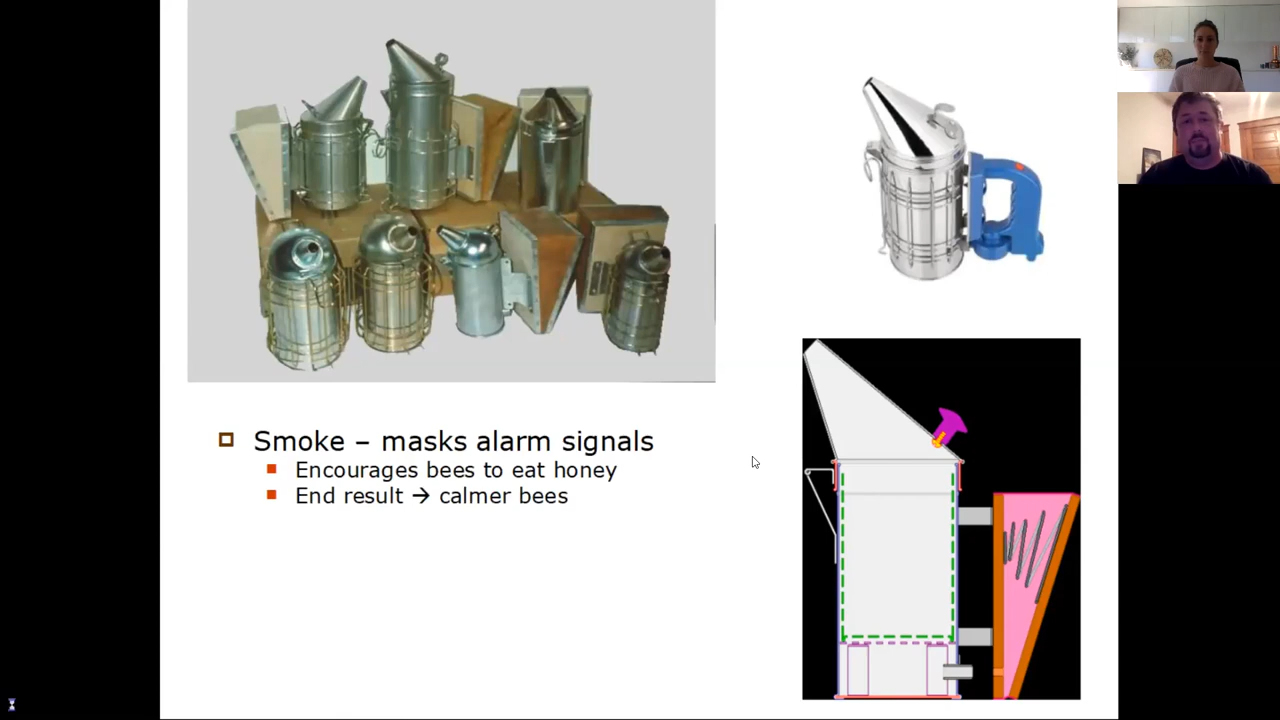 Smoke – masks alarm signals
Encourages bees to eat honey
End result → calmer bees